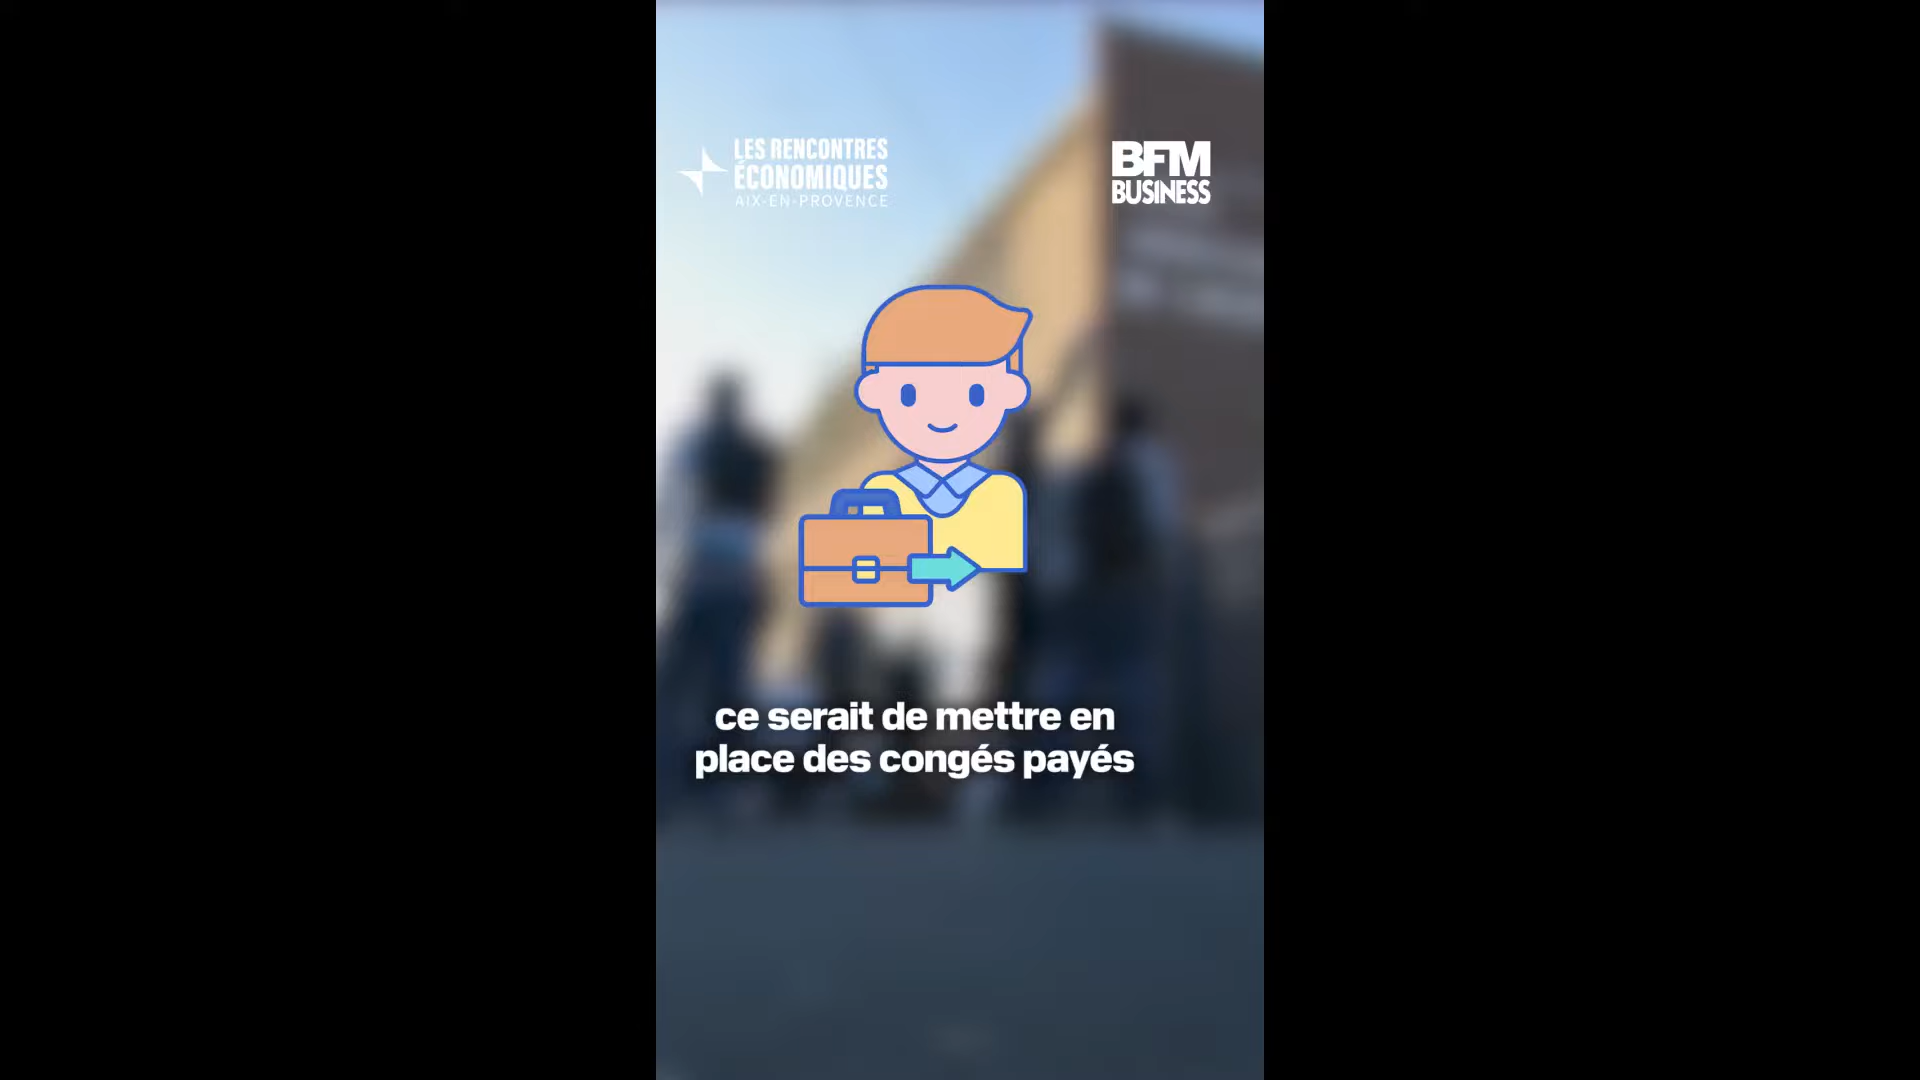 LES RENCONTRES
ÉCONOMIQUES
AIX-EN-PROVENCE
BFM
BUSINESS
ce serait de mettre en
place des congés payés